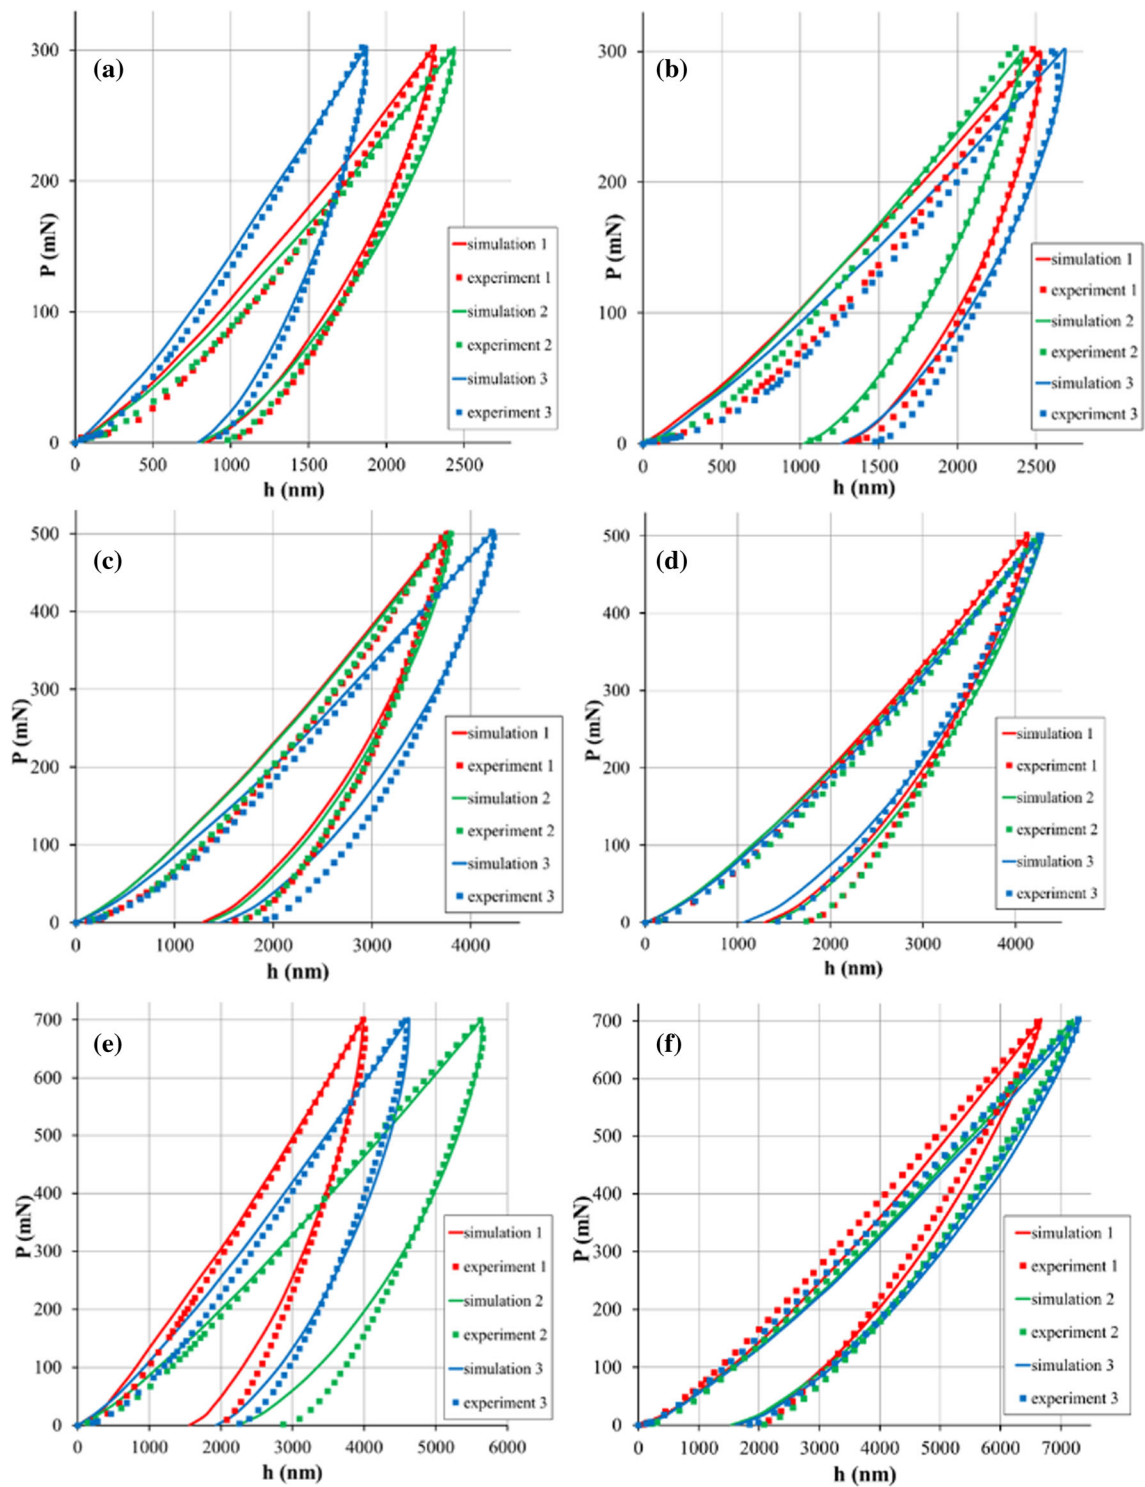 (a)
P (mN)
300
200
100
0
0 500 1000 1500 2000 2500
h (nm)
simulation 1
experiment 1
simulation 2
experiment 2
simulation 3
experiment 3
(b)
P (mN)
300
200
100
0
0 500 1000 1500 2000 2500
h (nm)
simulation 1
experiment 1
simulation 2
experiment 2
simulation 3
experiment 3
(c)
P (mN)
500
400
300
200
100
0
0 1000 2000 3000 4000
h (nm)
simulation 1
experiment 1
simulation 2
experiment 2
simulation 3
experiment 3
(d)
P (mN)
500
400
300
200
100
0
0 1000 2000 3000 4000
h (nm)
simulation 1
experiment 1
simulation 2
experiment 2
simulation 3
experiment 3
(e)
P (mN)
700
600
500
400
300
200
100
0
0 1000 2000 3000 4000 5000 6000
h (nm)
simulation 1
experiment 1
simulation 2
experiment 2
simulation 3
experiment 3
(f)
P (mN)
700
600
500
400
300
200
100
0
0 1000 2000 3000 4000 5000 6000 7000
h (nm)
simulation 1
experiment 1
simulation 2
experiment 2
simulation 3
experiment 3